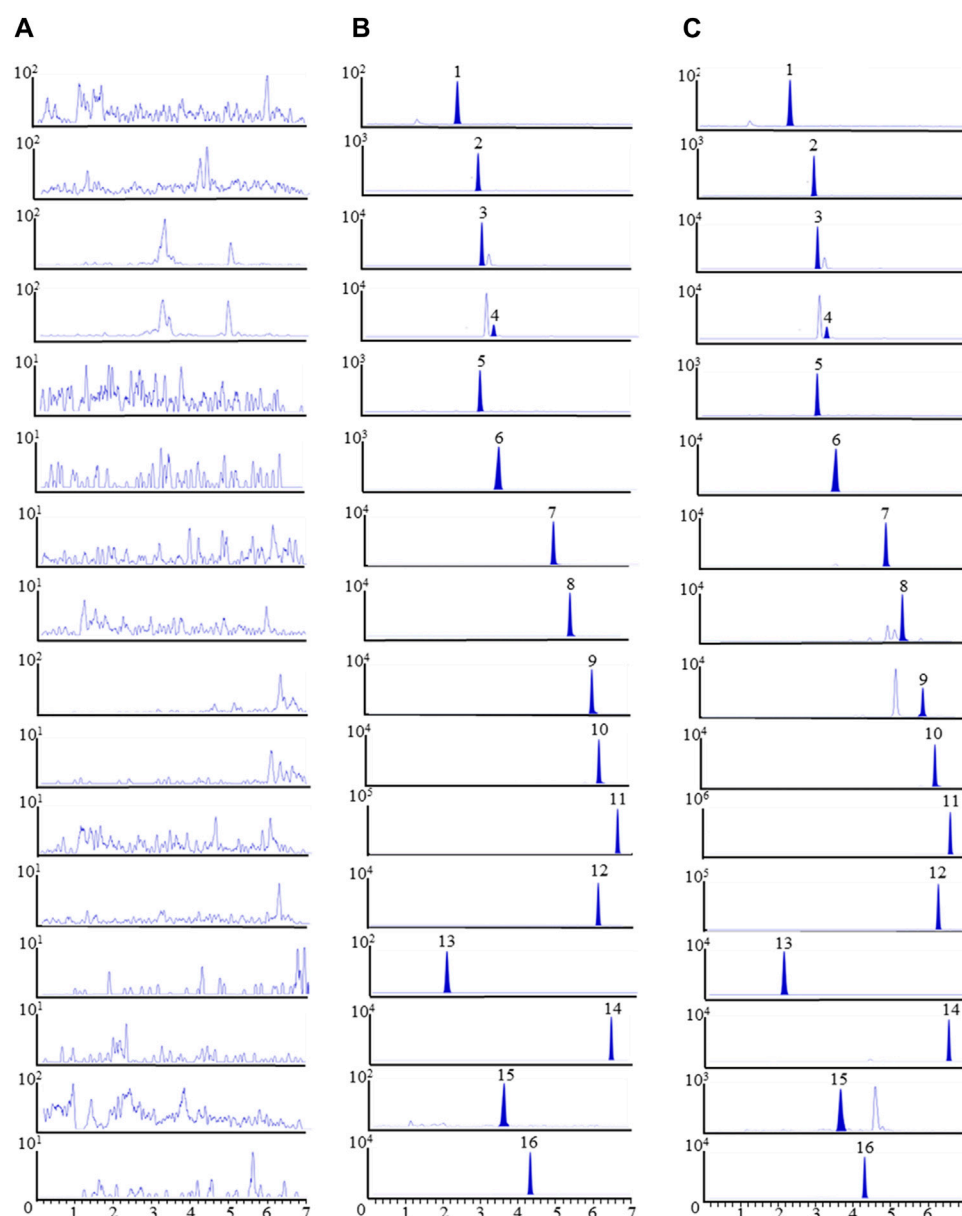 A B C
10² 10² 1 10² 1
10² 10³ 2 10³ 2
10² 10⁴ 3 10⁴ 3
10² 10⁴ 4 10⁴ 4
10¹ 10³ 5 10³ 5
10¹ 10³ 6 10⁴ 6
10¹ 10⁴ 7 10⁴ 7
10¹ 10⁴ 8 10⁴ 8
10² 10⁴ 9 10⁴ 9
10¹ 10⁴ 10 10⁴ 10
10¹ 10⁵ 11 10⁶ 11
10¹ 10⁴ 12 10⁵ 12
10¹ 10² 13 10⁴ 13
10¹ 10⁴ 14 10⁴ 14
10² 10² 15 10³ 15
10¹ 10⁴ 16 10⁴ 16
0 1 2 3 4 5 6 7 0 1 2 3 4 5 6 7 0 1 2 3 4 5 6 7